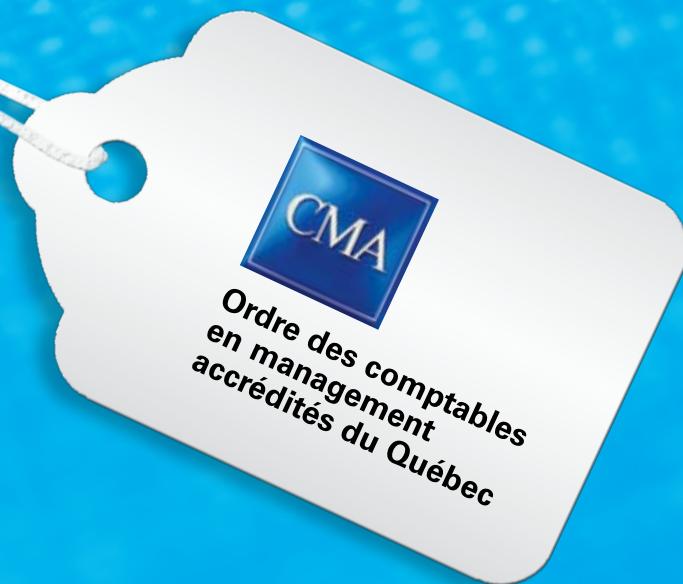 CMA
Ordre des comptables
en management
accrédités du Québec